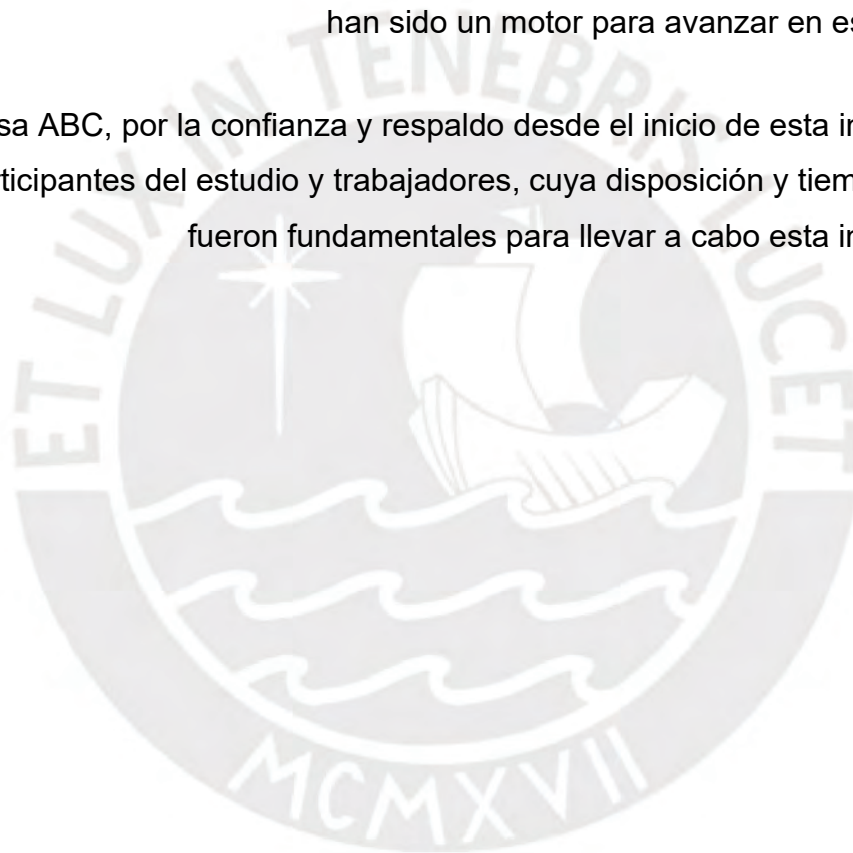 han sido un motor para avanzar en es
sa ABC, por la confianza y respaldo desde el inicio de esta in
ticipantes del estudio y trabajadores, cuya disposición y tiem
fueron fundamentales para llevar a cabo esta in
ET LUX IN TENEBRIS LUCET
MCMXVII